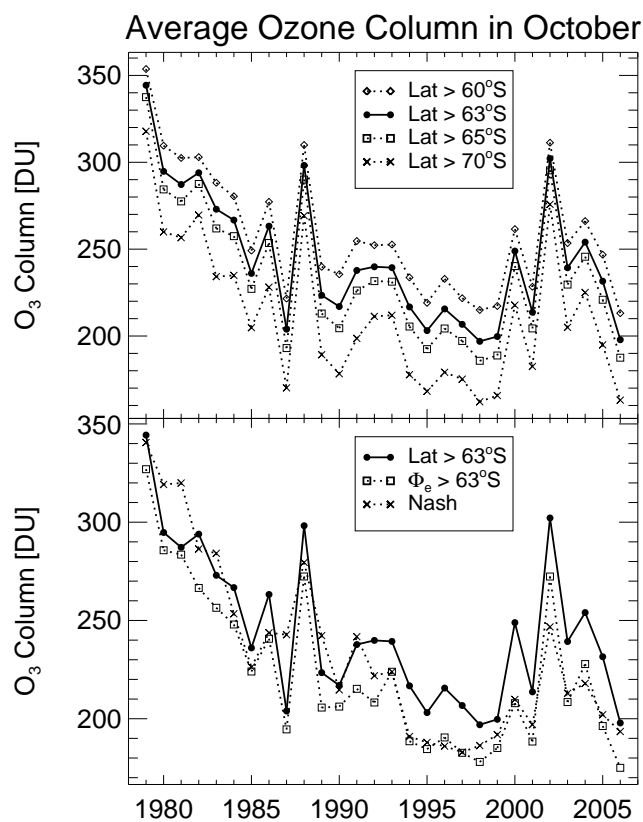 Average Ozone Column in October
350
300
250
200
O₃ Column [DU]
Lat > 60°S
Lat > 63°S
Lat > 65°S
Lat > 70°S
350
300
250
200
O₃ Column [DU]
Lat > 63°S
Φₑ > 63°S
Nash
1980 1985 1990 1995 2000 2005